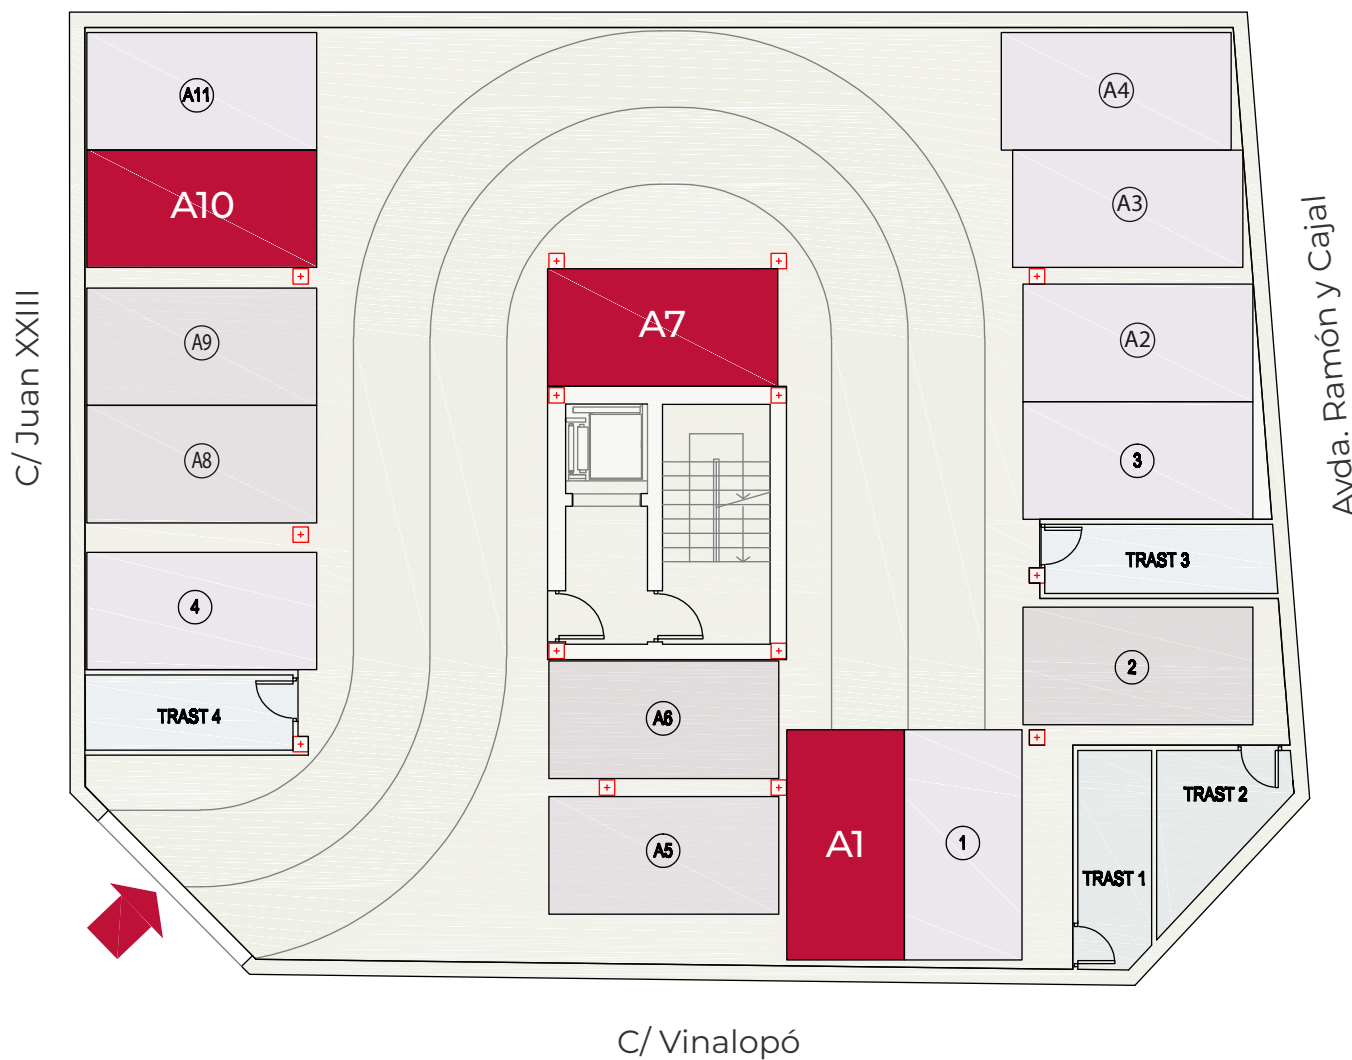 A11
A4
A10
A3
C/ Juan XXIII
A9
A7
A2
Avda. Ramón y Cajal
A8
3
TRAST 3
4
2
TRAST 4
A6
TRAST 2
A5
A1
1
TRAST 1
C/ Vinalopó